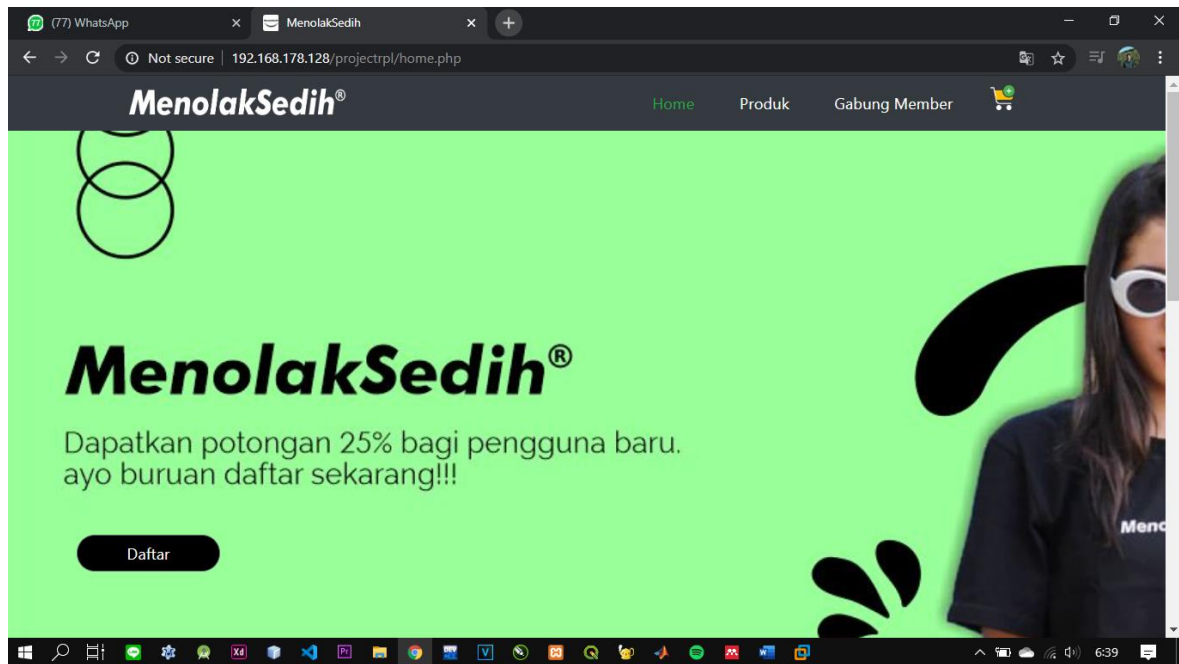 (77) WhatsApp
MenolakSedih
Not secure | 192.168.178.128/projectrpl/home.php
MenolakSedih®
Home Produk Gabung Member
MenolakSedih®
Dapatkan potongan 25% bagi pengguna baru.
ayo buruan daftar sekarang!!!
Daftar
Meno
6:39